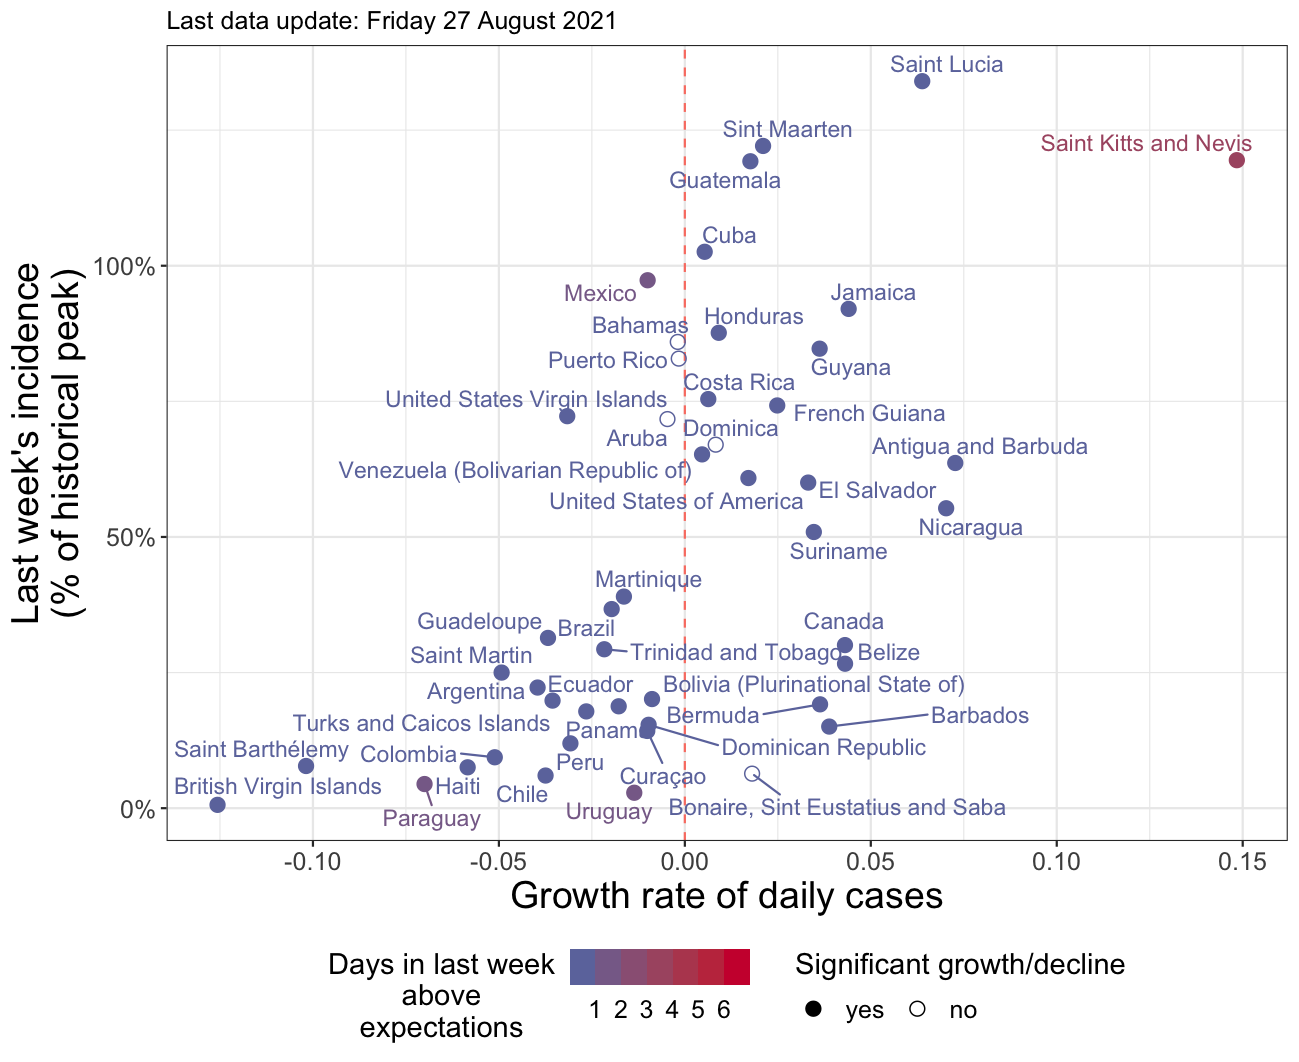 Last data update: Friday 27 August 2021
Last week's incidence
(% of historical peak)
100%
50%
0%
Saint Lucia
Sint Maarten
Saint Kitts and Nevis
Guatemala
Cuba
Mexico
Jamaica
Honduras
Bahamas
Puerto Rico
Guyana
Costa Rica
United States Virgin Islands
French Guiana
Dominica
Aruba
Antigua and Barbuda
Venezuela (Bolivarian Republic of)
El Salvador
United States of America
Nicaragua
Suriname
Martinique
Guadeloupe
Brazil
Canada
Saint Martin
Trinidad and Tobago
Belize
Argentina
Ecuador
Bolivia (Plurinational State of)
Turks and Caicos Islands
Panama
Bermuda
Barbados
Saint Barthélemy
Colombia
Dominican Republic
Peru
Curaçao
British Virgin Islands
Haiti
Chile
Paraguay
Uruguay
Bonaire, Sint Eustatius and Saba
-0.10 -0.05 0.00 0.05 0.10 0.15
Growth rate of daily cases
Days in last week
above
expectations
1 2 3 4 5 6
Significant growth/decline
yes no